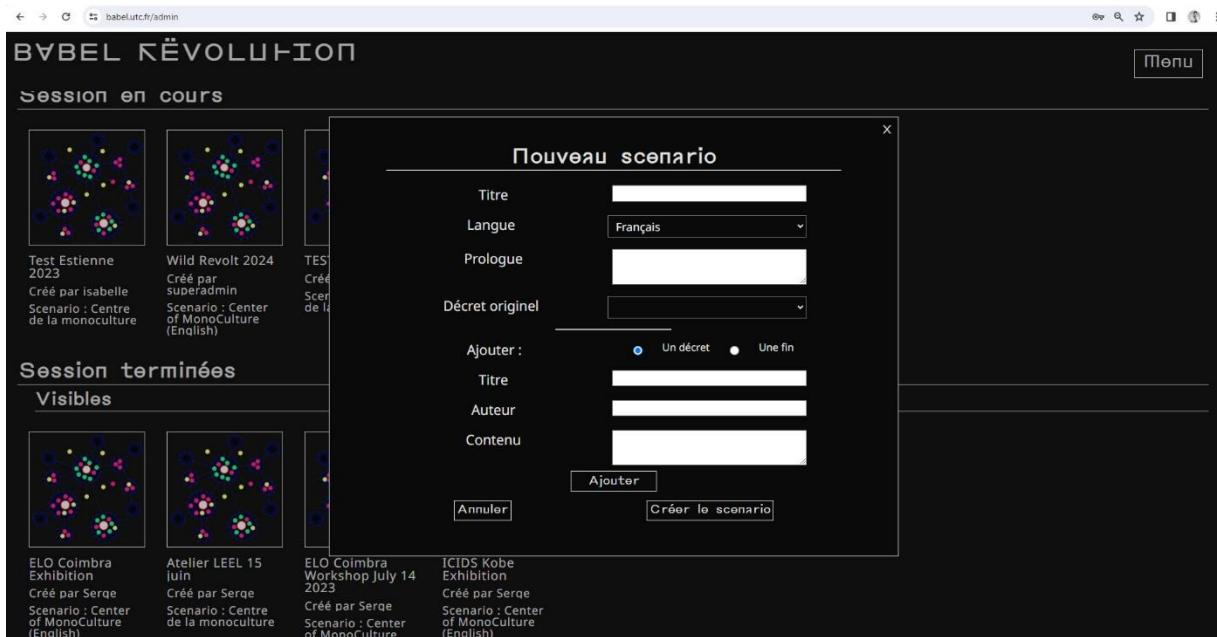 babel.utc.fr/admin
BABEL RËVOLUTION
Menu
Session en cours
Test Estienne
2023
Créé par isabelle
Scenario : Centre
de la monoculture
Wild Revolt 2024
Créé par
superadmin
Scenario : Center
of MonoCulture
(English)
X
Nouveau scenario
Titre
Langue
Français
Prologue
Décret originel
Ajouter :
Un décret
Une fin
Titre
Auteur
Contenu
Ajouter
Annuler
Créer le scenario
Session terminées
Visibles
ELO Coimbra
Exhibition
Créé par Serge
Scenario : Center
of MonoCulture
(English)
Atelier LEEL 15
juin
Créé par Serge
Scenario : Centre
de la monoculture
ELO Coimbra
Workshop July 14
2023
Créé par Serge
Scenario : Center
of MonoCulture
ICIDS Kobe
Exhibition
Créé par Serge
Scenario : Center
of MonoCulture
(English)